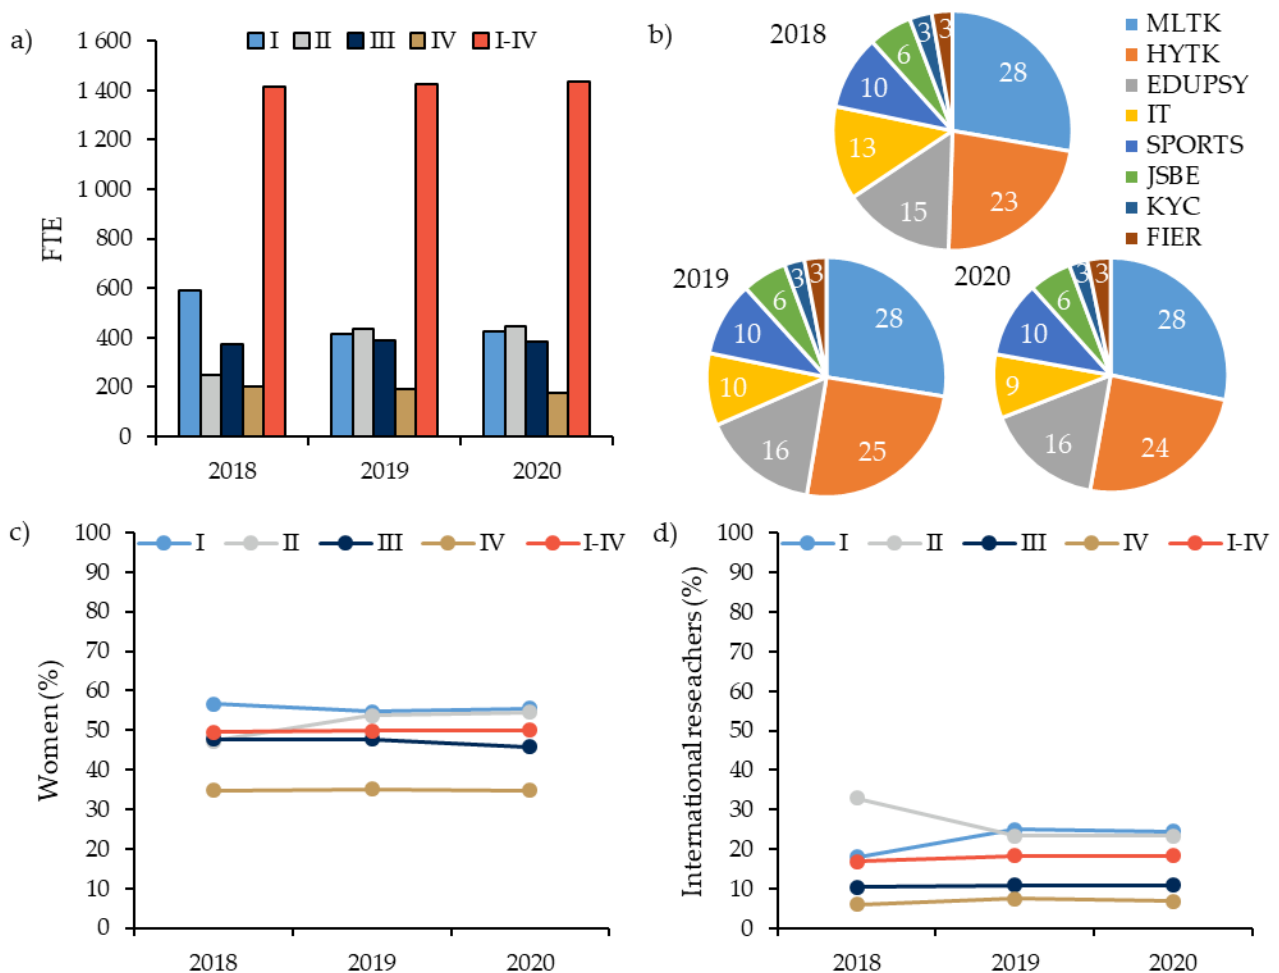 a)
1 600
1 400
1 200
1 000
800
600
400
200
0
FTE
I II III IV I-IV
2018 2019 2020
b)
2018
28
23
15
13
10
6
3
3
MLTK
HYTK
EDUPSY
IT
SPORTS
JSBE
KYC
FIER
2019
28
25
16
10
10
6
3
3
2020
28
24
16
9
10
6
3
3
c)
100
90
80
70
60
50
40
30
20
10
0
Women (%)
I II III IV I-IV
2018 2019 2020
d)
100
90
80
70
60
50
40
30
20
10
0
International reseachers (%)
I II III IV I-IV
2018 2019 2020